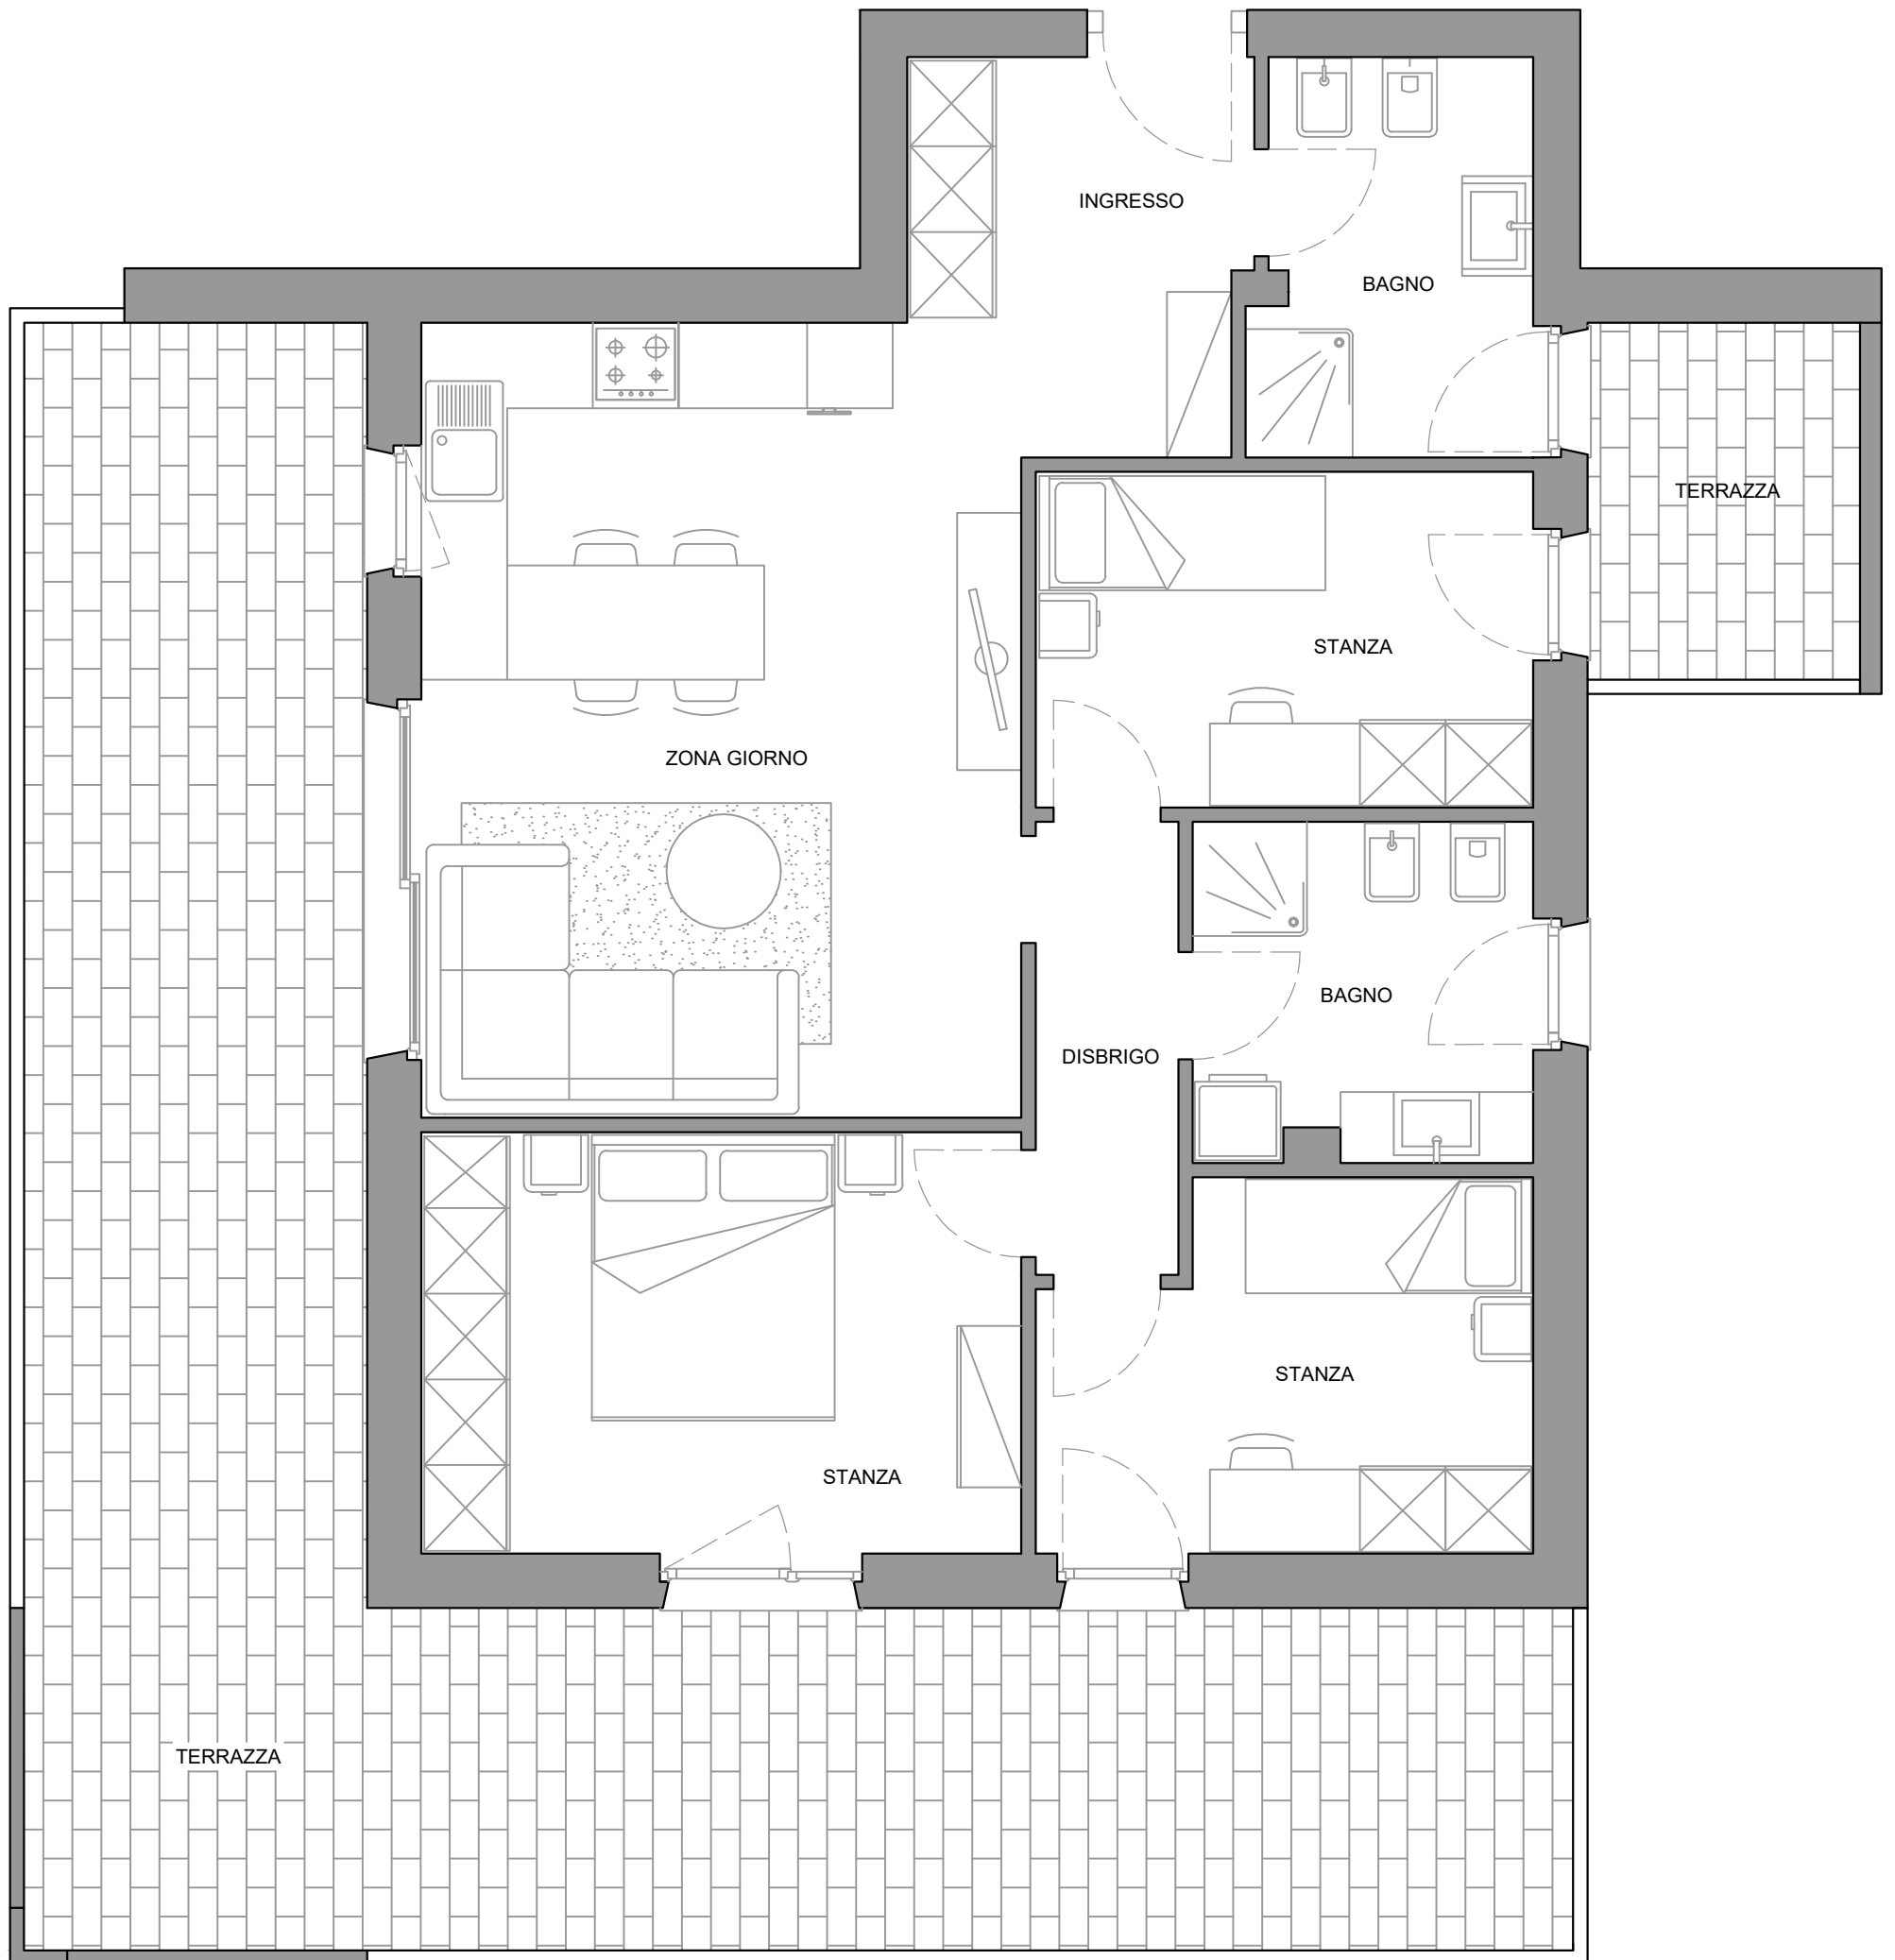 INGRESSO
BAGNO
TERRAZZA
STANZA
ZONA GIORNO
BAGNO
DISBRIGO
STANZA
STANZA
TERRAZZA